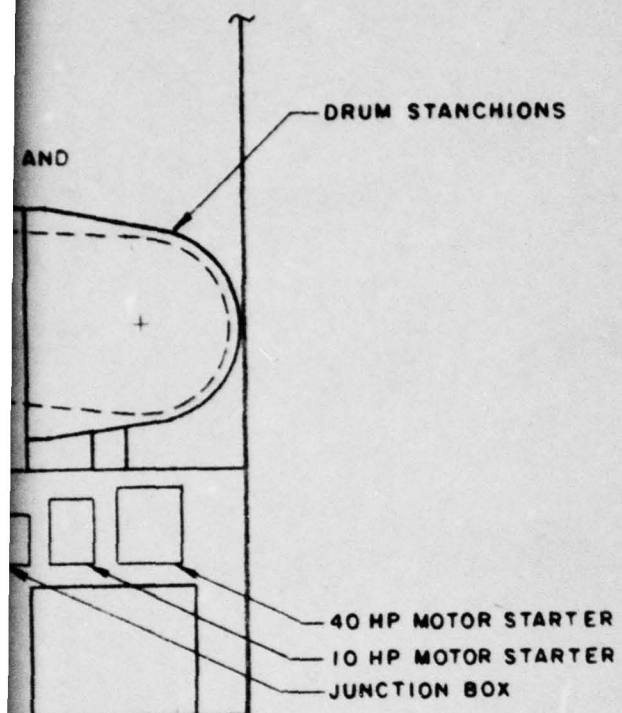 DRUM STANCHIONS
AND
40 HP MOTOR STARTER
10 HP MOTOR STARTER
JUNCTION BOX